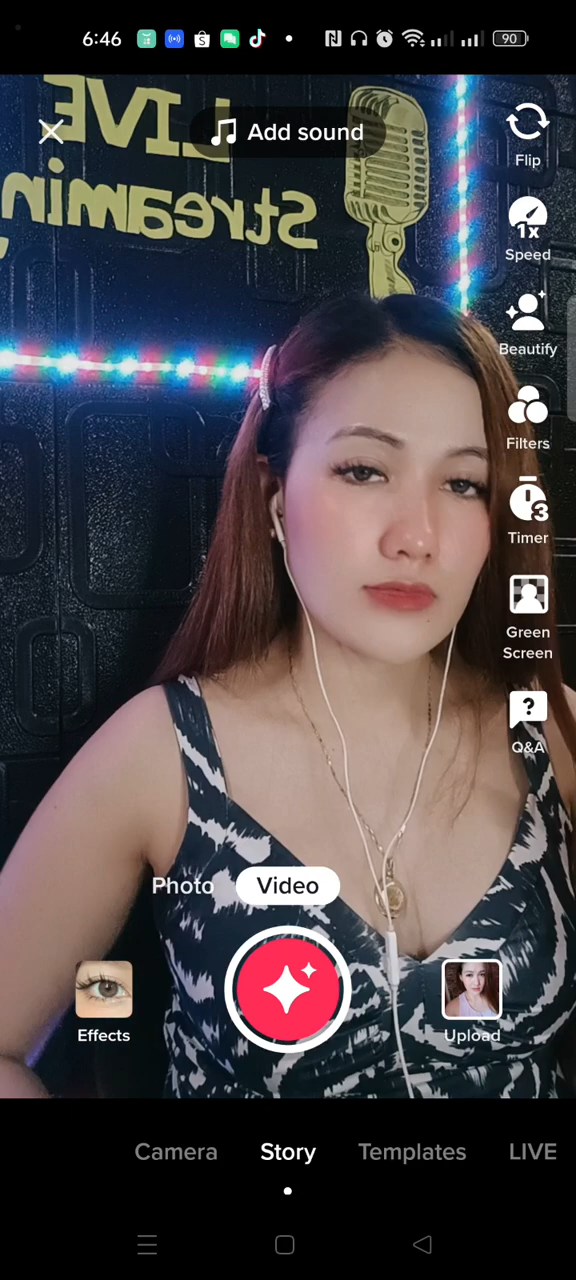 6:46
90
LIVE
Streamin
Add sound
Flip
1x
Speed
Beautify
Filters
3
Timer
Green
Screen
?
Q&A
Photo
Video
Effects
Upload
Camera
Story
Templates
LIVE